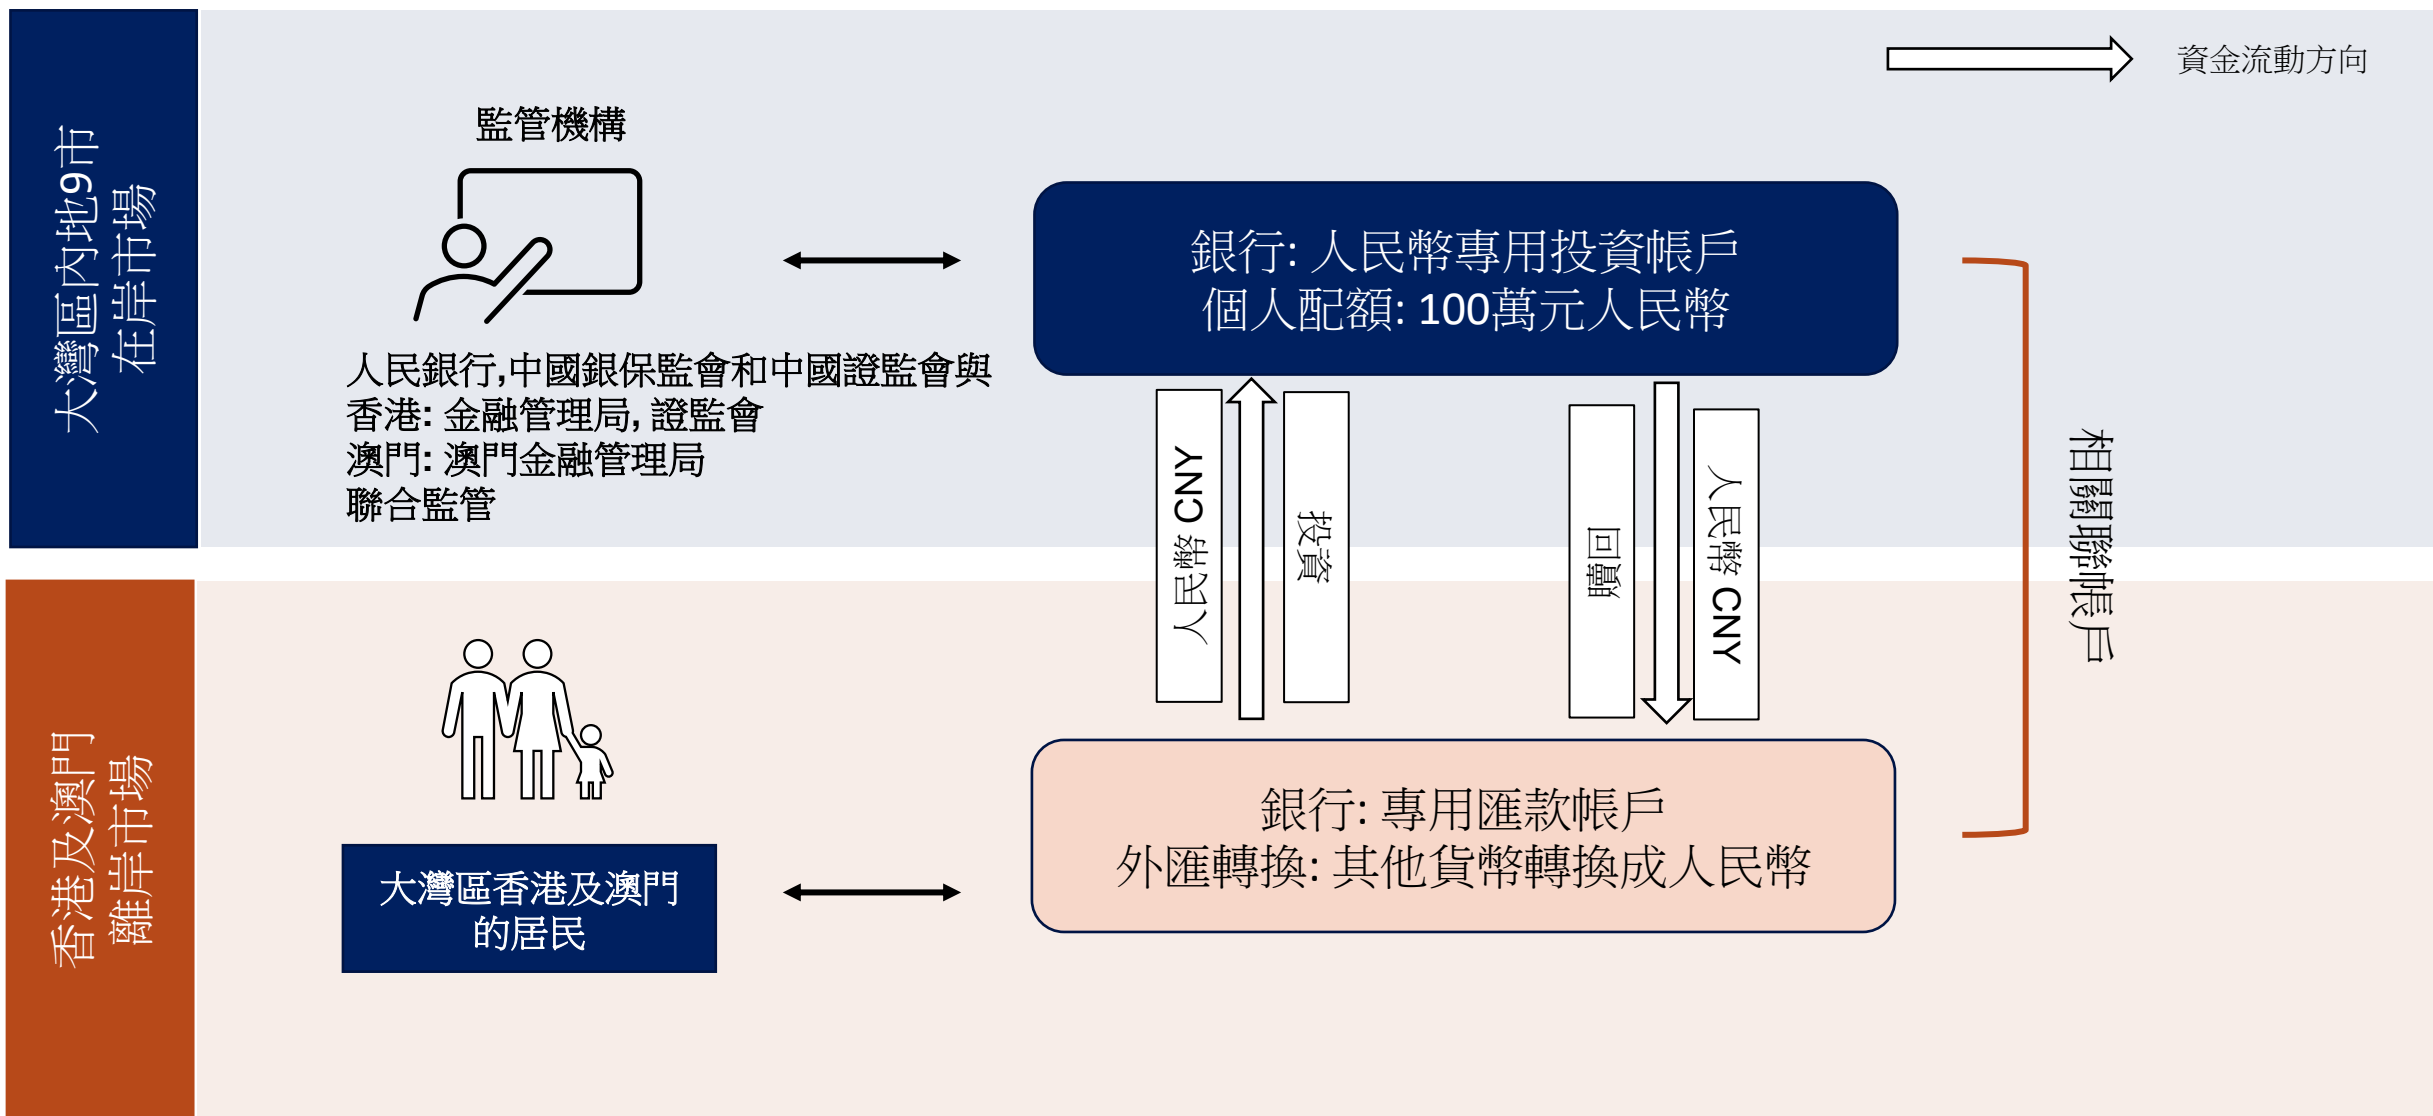 資金流動方向
大灣區內地9市
在岸市場
監管機構
人民銀行,中國銀保監會和中國證監會與
香港: 金融管理局, 證監會
澳門: 澳門金融管理局
聯合監管
銀行: 人民幣專用投資帳戶
個人配額: 100萬元人民幣
人民幣 CNY
投資
贖回
人民幣 CNY
相關聯帳戶
香港及澳門
離岸市場
大灣區香港及澳門
的居民
銀行: 專用匯款帳戶
外匯轉換: 其他貨幣轉換成人民幣